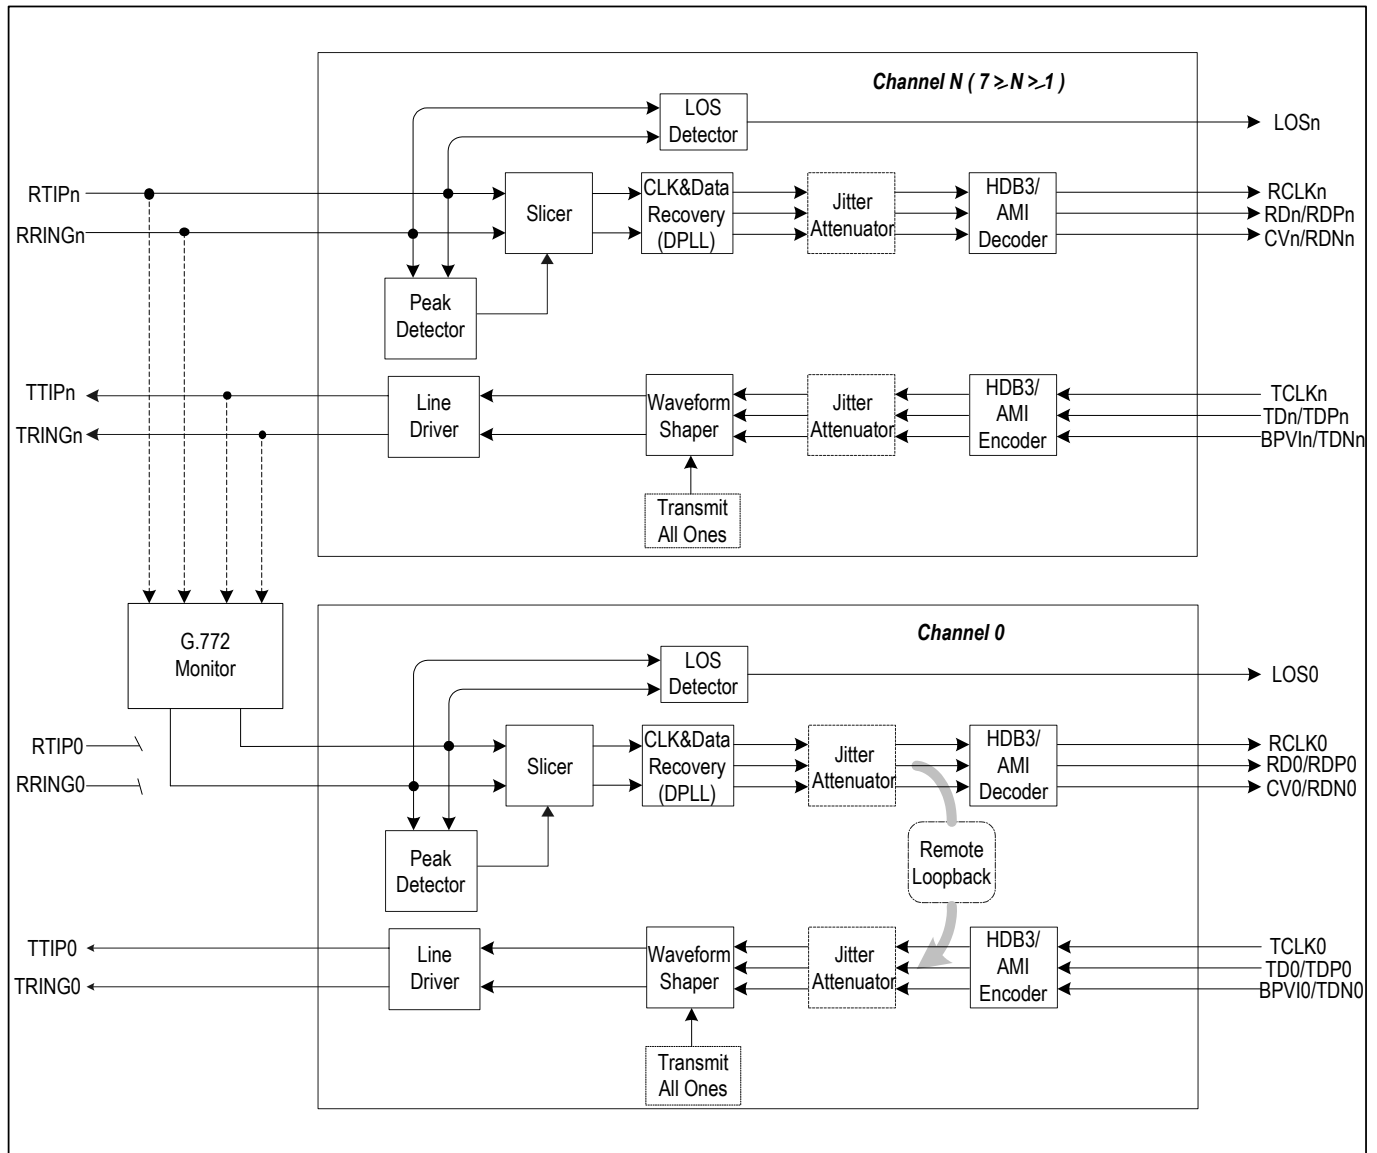 Channel N ( 7 ≥ N ≥ 1 )
LOS
Detector
LOSn
RTIPn
RRINGn
Slicer
CLK&Data
Recovery
(DPLL)
Jitter
Attenuator
HDB3/
AMI
Decoder
RCLKn
RDn/RDPn
CVn/RDNn
Peak
Detector
TTIPn
TRINGn
Line
Driver
Waveform
Shaper
Jitter
Attenuator
HDB3/
AMI
Encoder
TCLKn
TDn/TDPn
BPVIn/TDNn
Transmit
All Ones
G.772
Monitor
Channel 0
LOS
Detector
LOS0
RTIP0
RRING0
Slicer
CLK&Data
Recovery
(DPLL)
Jitter
Attenuator
HDB3/
AMI
Decoder
RCLK0
RD0/RDP0
CV0/RDN0
Peak
Detector
Remote
Loopback
TTIP0
TRING0
Line
Driver
Waveform
Shaper
Jitter
Attenuator
HDB3/
AMI
Encoder
TCLK0
TD0/TDP0
BPVI0/TDN0
Transmit
All Ones